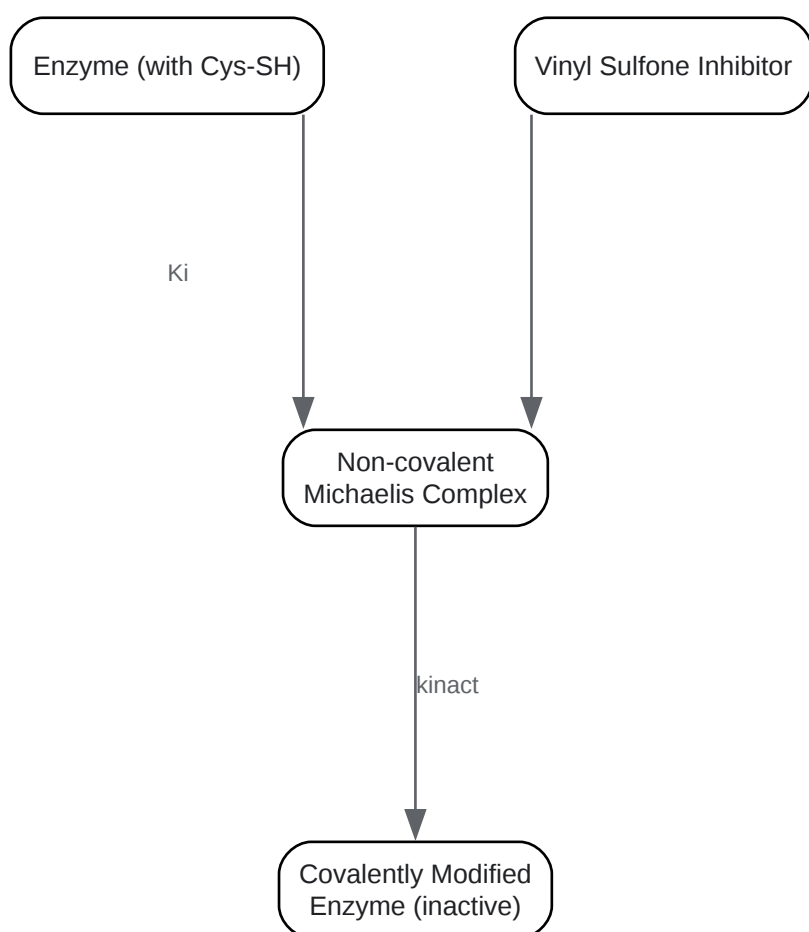 Enzyme (with Cys-SH)
Vinyl Sulfone Inhibitor
Ki
Non-covalent
Michaelis Complex
kinact
Covalently Modified
Enzyme (inactive)